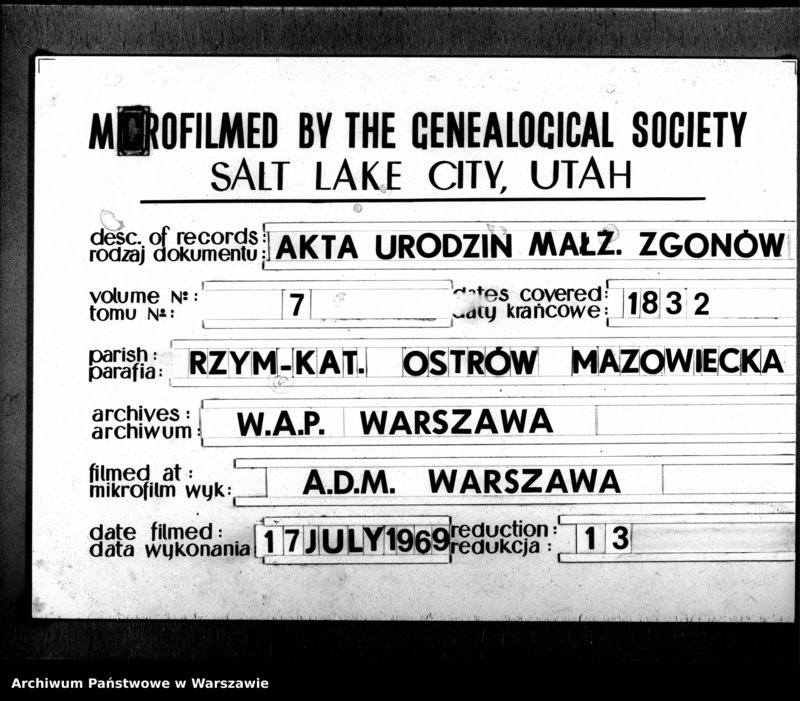 MICROFILMED BY THE GENEALOGICAL SOCIETY
SALT LAKE CITY, UTAH
desc. of records: AKTA URODZIN MAŁŻ. ZGONÓW
rodzaj dokumentu:
volume №: 7 dates covered: 1832
tomu №: daty krańcowe:
parish: RZYM-KAT. OSTRÓW MAZOWIECKA
parafia:
archives: W.A.P. WARSZAWA
archiwum:
filmed at: A.D.M. WARSZAWA
mikrofilm wyk:
date filmed: 17 JULY 1969 reduction: 13
data wykonania redukcja:
Archiwum Państwowe w Warszawie